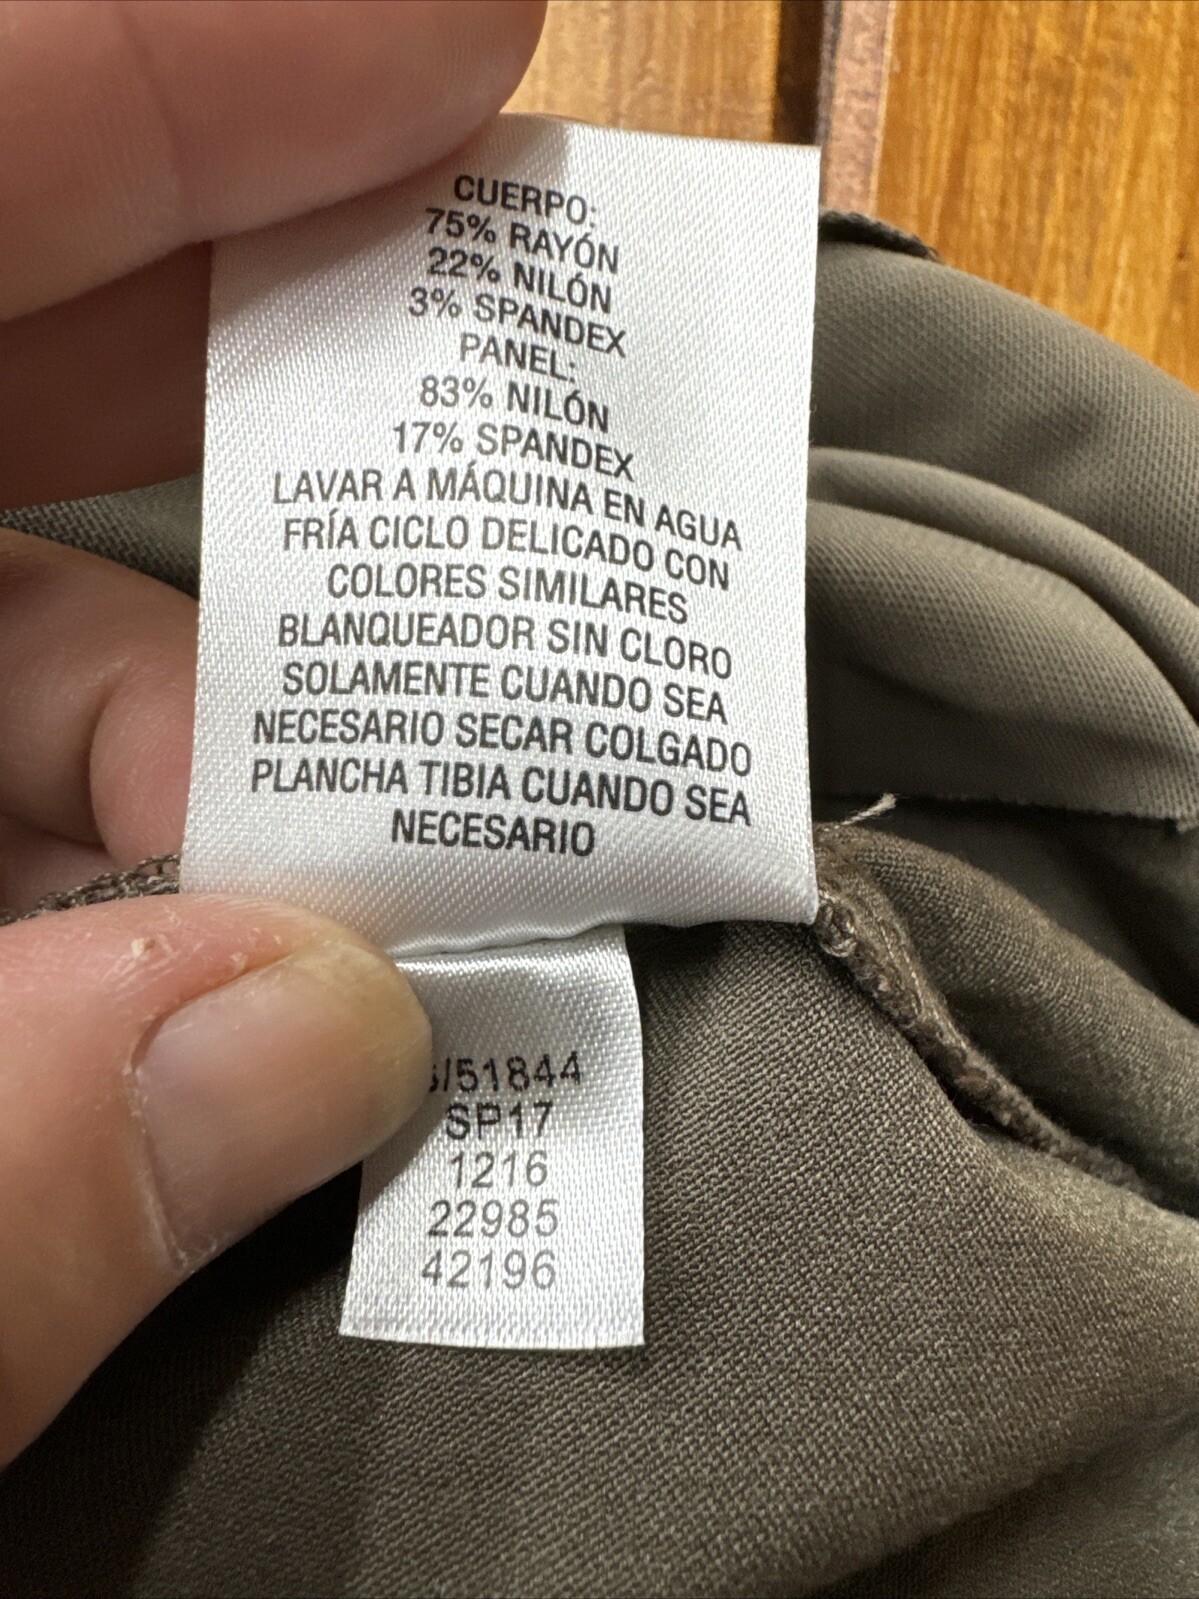 CUERPO:
75% RAYÓN
22% NILÓN
3% SPANDEX
PANEL:
83% NILÓN
17% SPANDEX
LAVAR A MÁQUINA EN AGUA
FRÍA CICLO DELICADO CON
COLORES SIMILARES
BLANQUEADOR SIN CLORO
SOLAMENTE CUANDO SEA
NECESARIO SECAR COLGADO
PLANCHA TIBIA CUANDO SEA
NECESARIO
/51844
SP17
1216
22985
42196